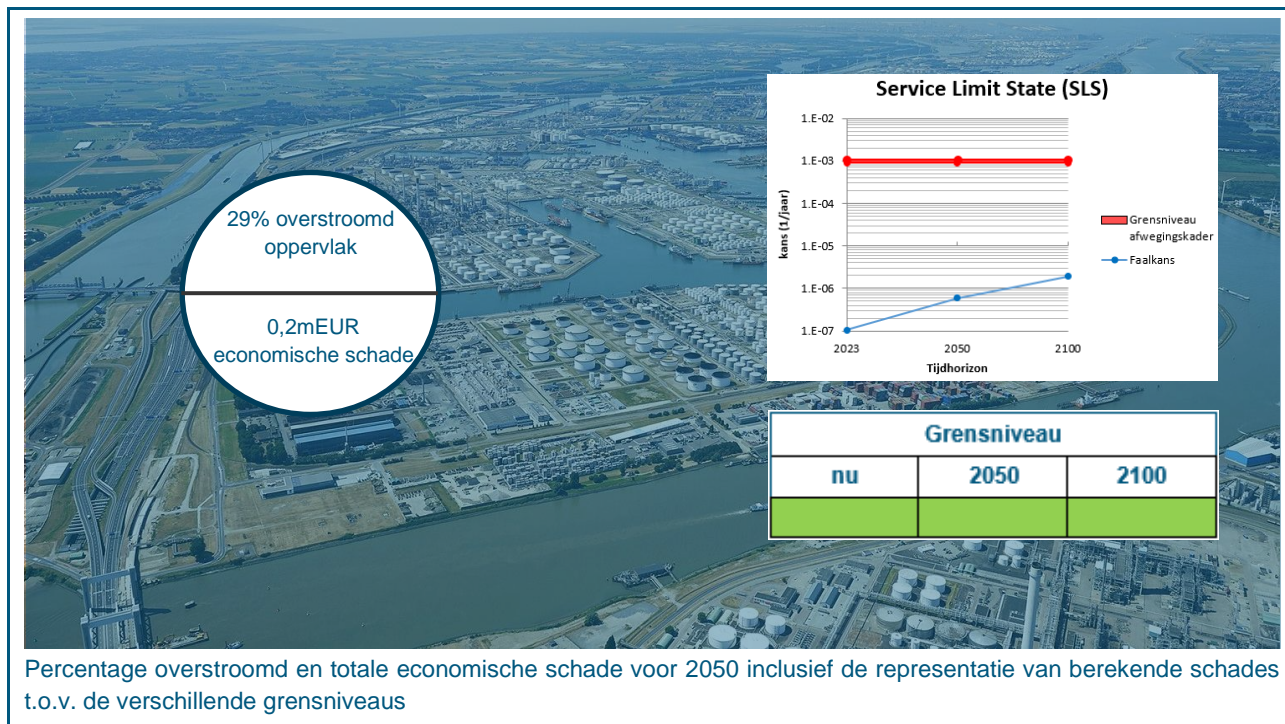 29% overstroomd
oppervlak
0,2mEUR
economische schade
Service Limit State (SLS)
kans (1/jaar)
1.E-02
1.E-03
1.E-04
1.E-05
1.E-06
1.E-07
2023
2050
2100
Tijdhorizon
Grensniveau
afwegingskader
Faalkans
Grensniveau
nu
2050
2100
Percentage overstroomd en totale economische schade voor 2050 inclusief de representatie van berekende schades
t.o.v. de verschillende grensniveaus